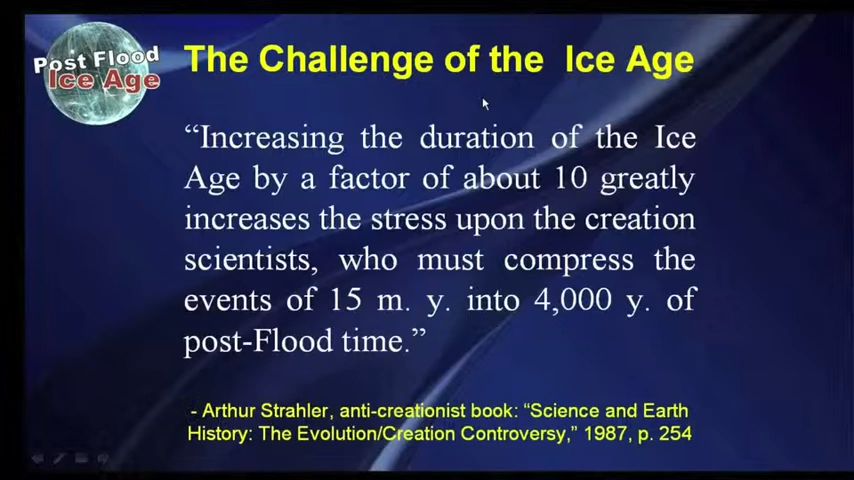 Post Flood
Ice Age
The Challenge of the Ice Age
“Increasing the duration of the Ice
Age by a factor of about 10 greatly
increases the stress upon the creation
scientists, who must compress the
events of 15 m. y. into 4,000 y. of
post-Flood time.”
- Arthur Strahler, anti-creationist book: “Science and Earth
History: The Evolution/Creation Controversy,” 1987, p. 254